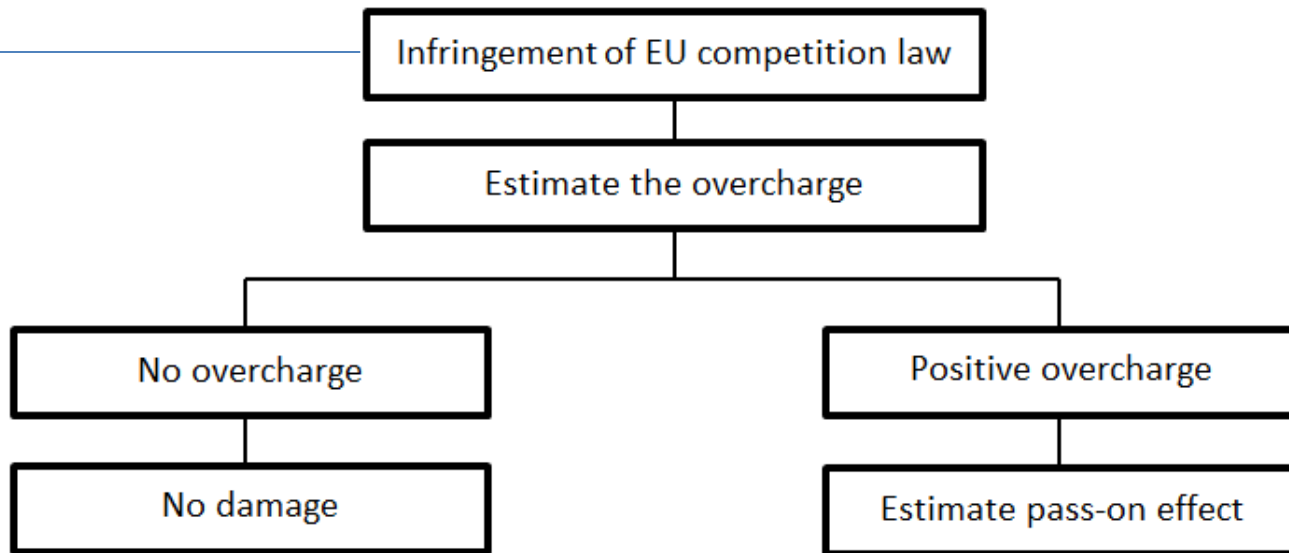 Infringement of EU competition law
Estimate the overcharge
No overcharge
Positive overcharge
No damage
Estimate pass-on effect